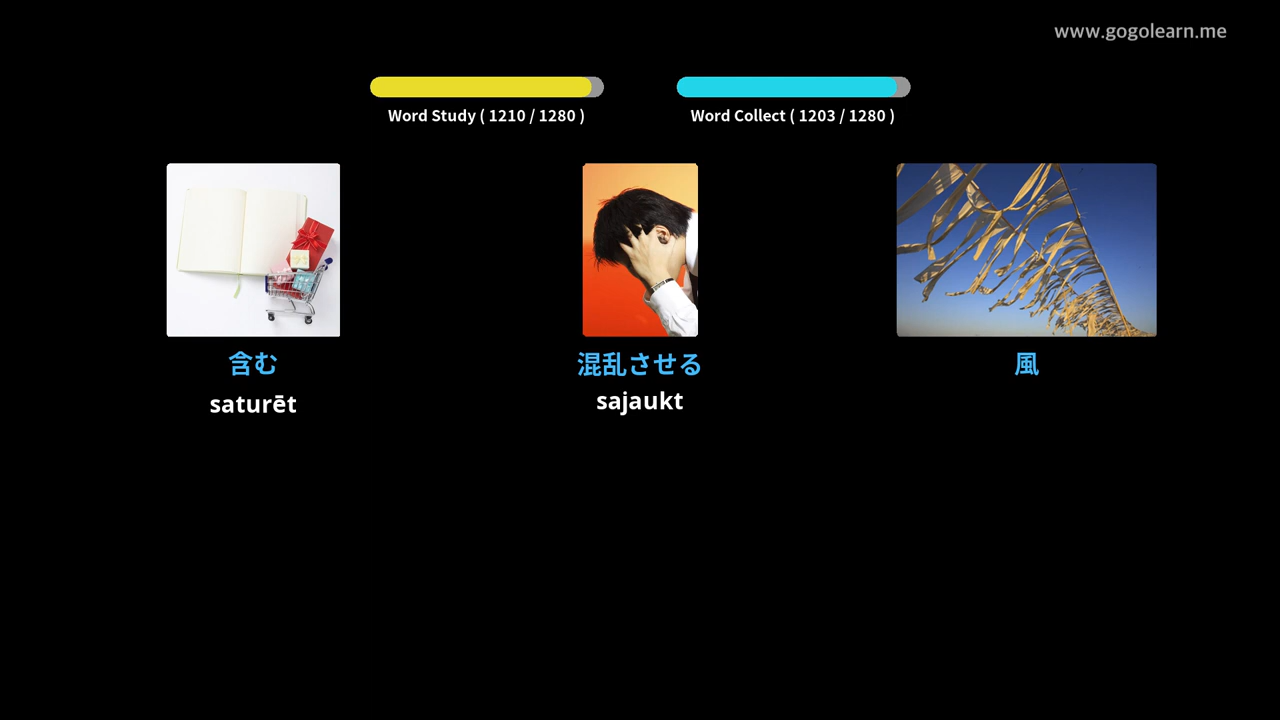 www.gogolearn.me
Word Study ( 1210 / 1280 )
Word Collect ( 1203 / 1280 )
含む
混乱させる
風
saturēt
sajaukt